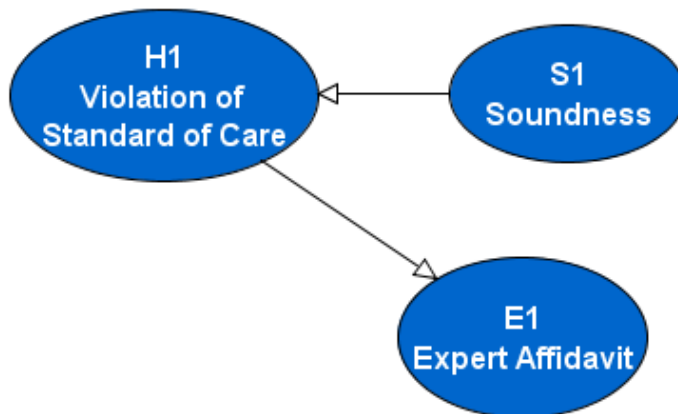 H1
Violation of
Standard of Care
S1
Soundness
E1
Expert Affidavit